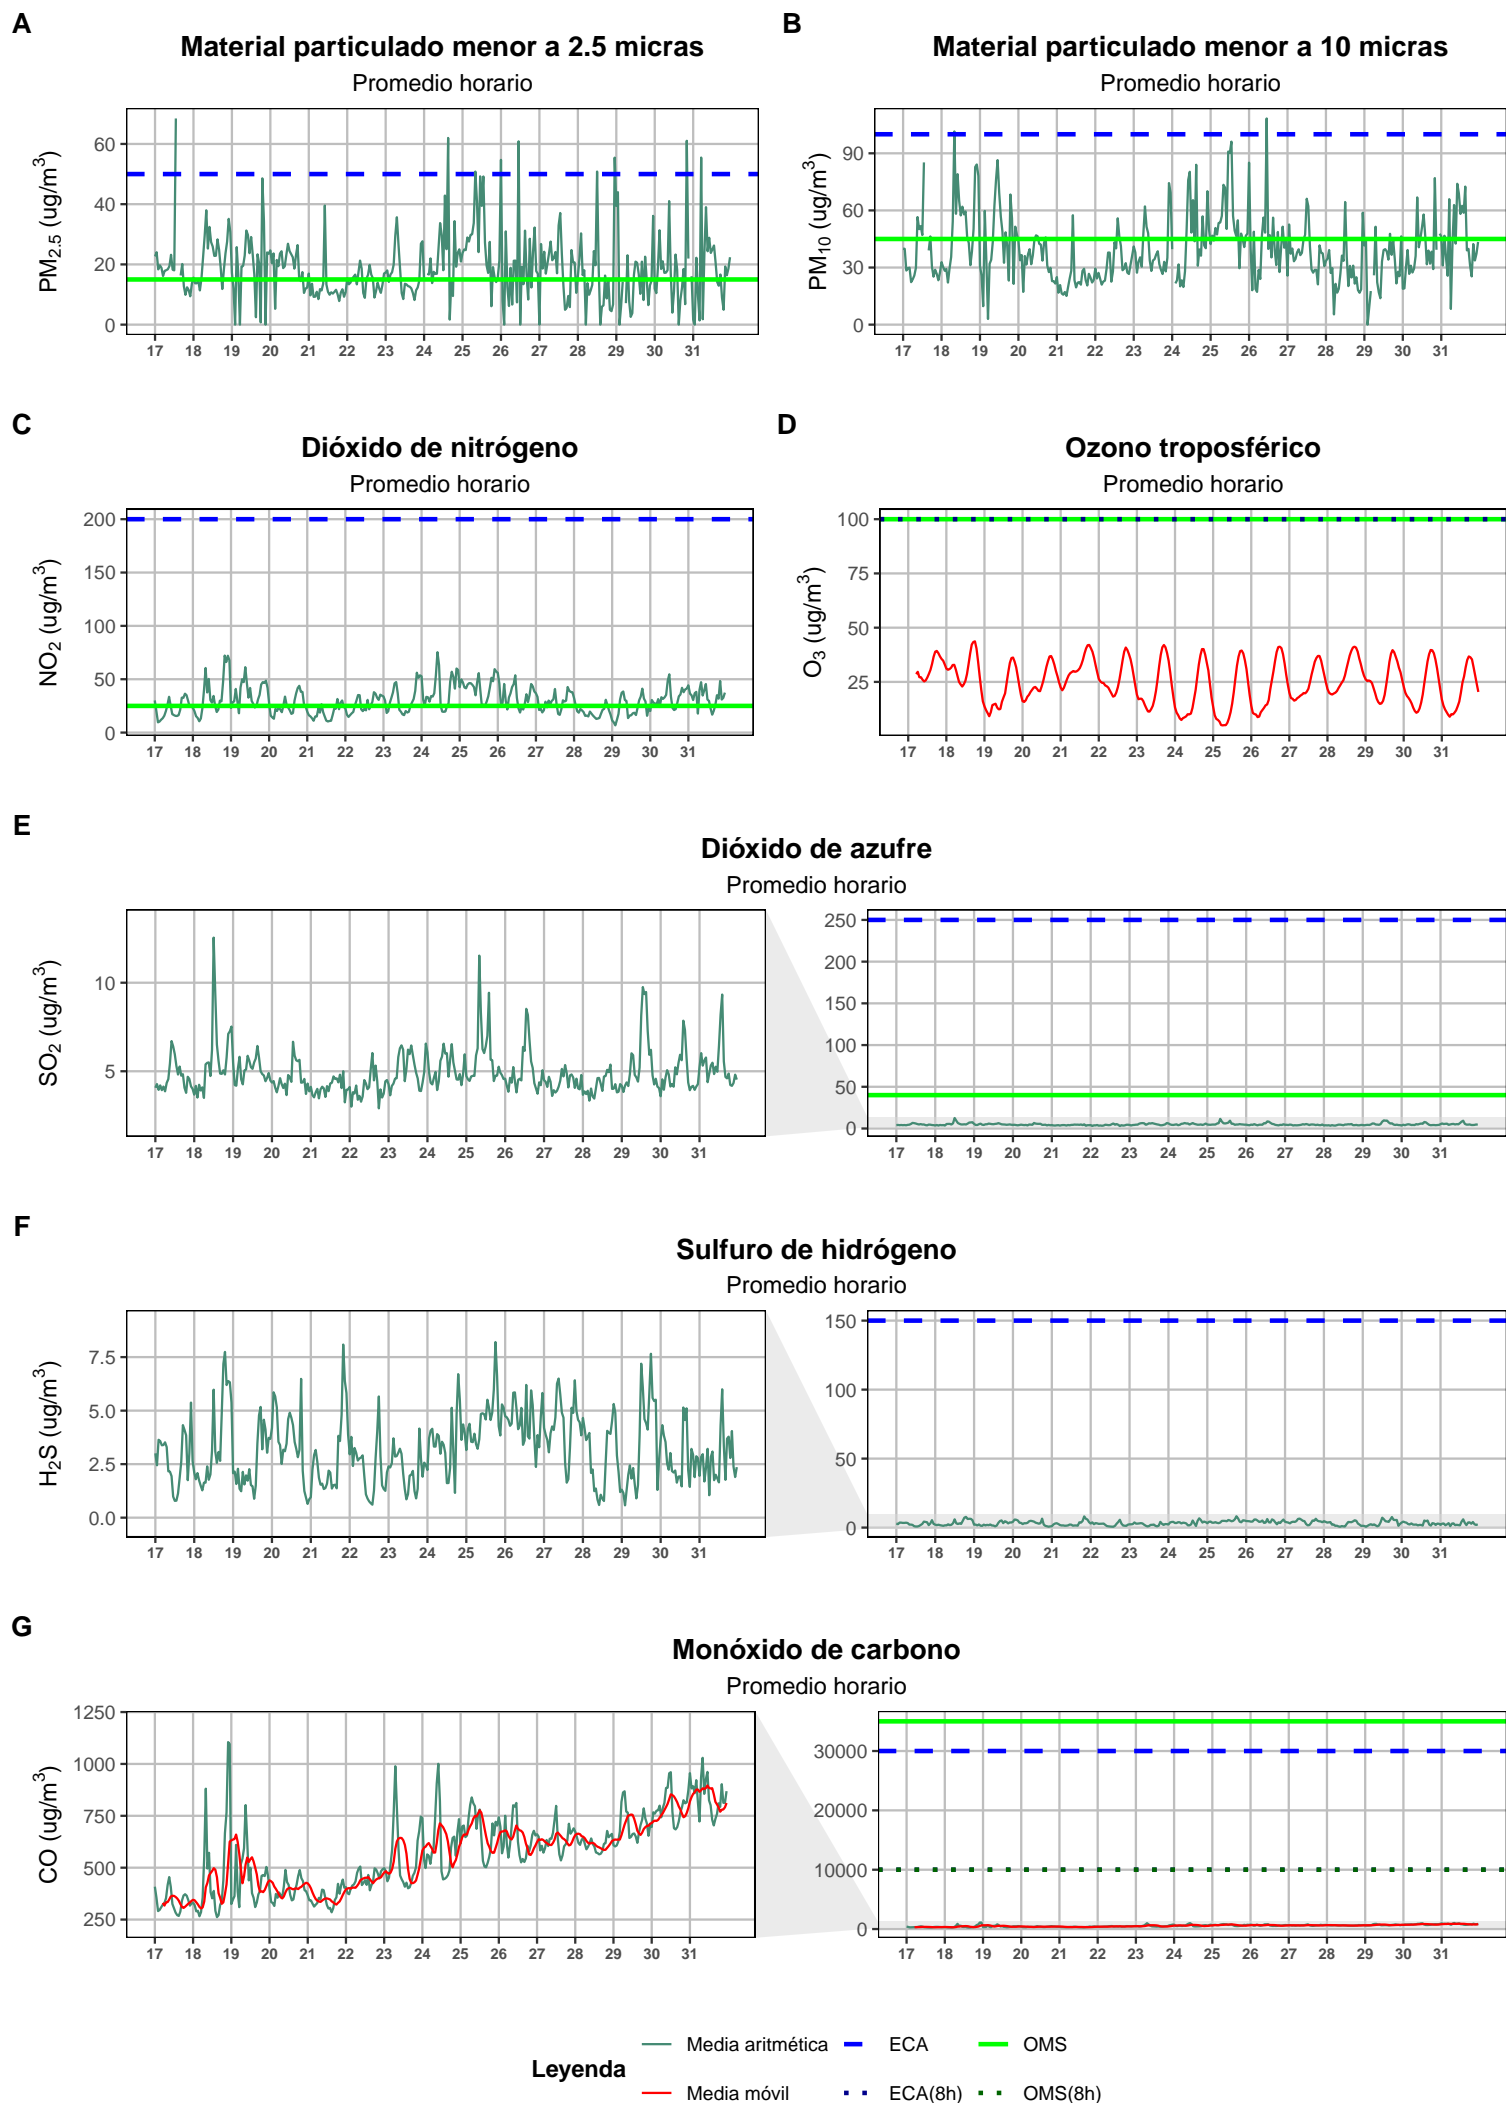 A
Material particulado menor a 2.5 micras
Promedio horario
PM2.5 (ug/m3)
60
40
20
0
17 18 19 20 21 22 23 24 25 26 27 28 29 30 31
B
Material particulado menor a 10 micras
Promedio horario
PM10 (ug/m3)
90
60
30
0
17 18 19 20 21 22 23 24 25 26 27 28 29 30 31
C
Dióxido de nitrógeno
Promedio horario
NO2 (ug/m3)
200
150
100
50
0
17 18 19 20 21 22 23 24 25 26 27 28 29 30 31
D
Ozono troposférico
Promedio horario
O3 (ug/m3)
100
75
50
25
17 18 19 20 21 22 23 24 25 26 27 28 29 30 31
E
Dióxido de azufre
Promedio horario
SO2 (ug/m3)
10
5
17 18 19 20 21 22 23 24 25 26 27 28 29 30 31
250
200
150
100
50
0
17 18 19 20 21 22 23 24 25 26 27 28 29 30 31
F
Sulfuro de hidrógeno
Promedio horario
H2S (ug/m3)
7.5
5.0
2.5
0.0
17 18 19 20 21 22 23 24 25 26 27 28 29 30 31
150
100
50
0
17 18 19 20 21 22 23 24 25 26 27 28 29 30 31
G
Monóxido de carbono
Promedio horario
CO (ug/m3)
1250
1000
750
500
250
17 18 19 20 21 22 23 24 25 26 27 28 29 30 31
30000
20000
10000
0
17 18 19 20 21 22 23 24 25 26 27 28 29 30 31
Leyenda
Media aritmética ECA OMS
Media móvil ECA(8h) OMS(8h)